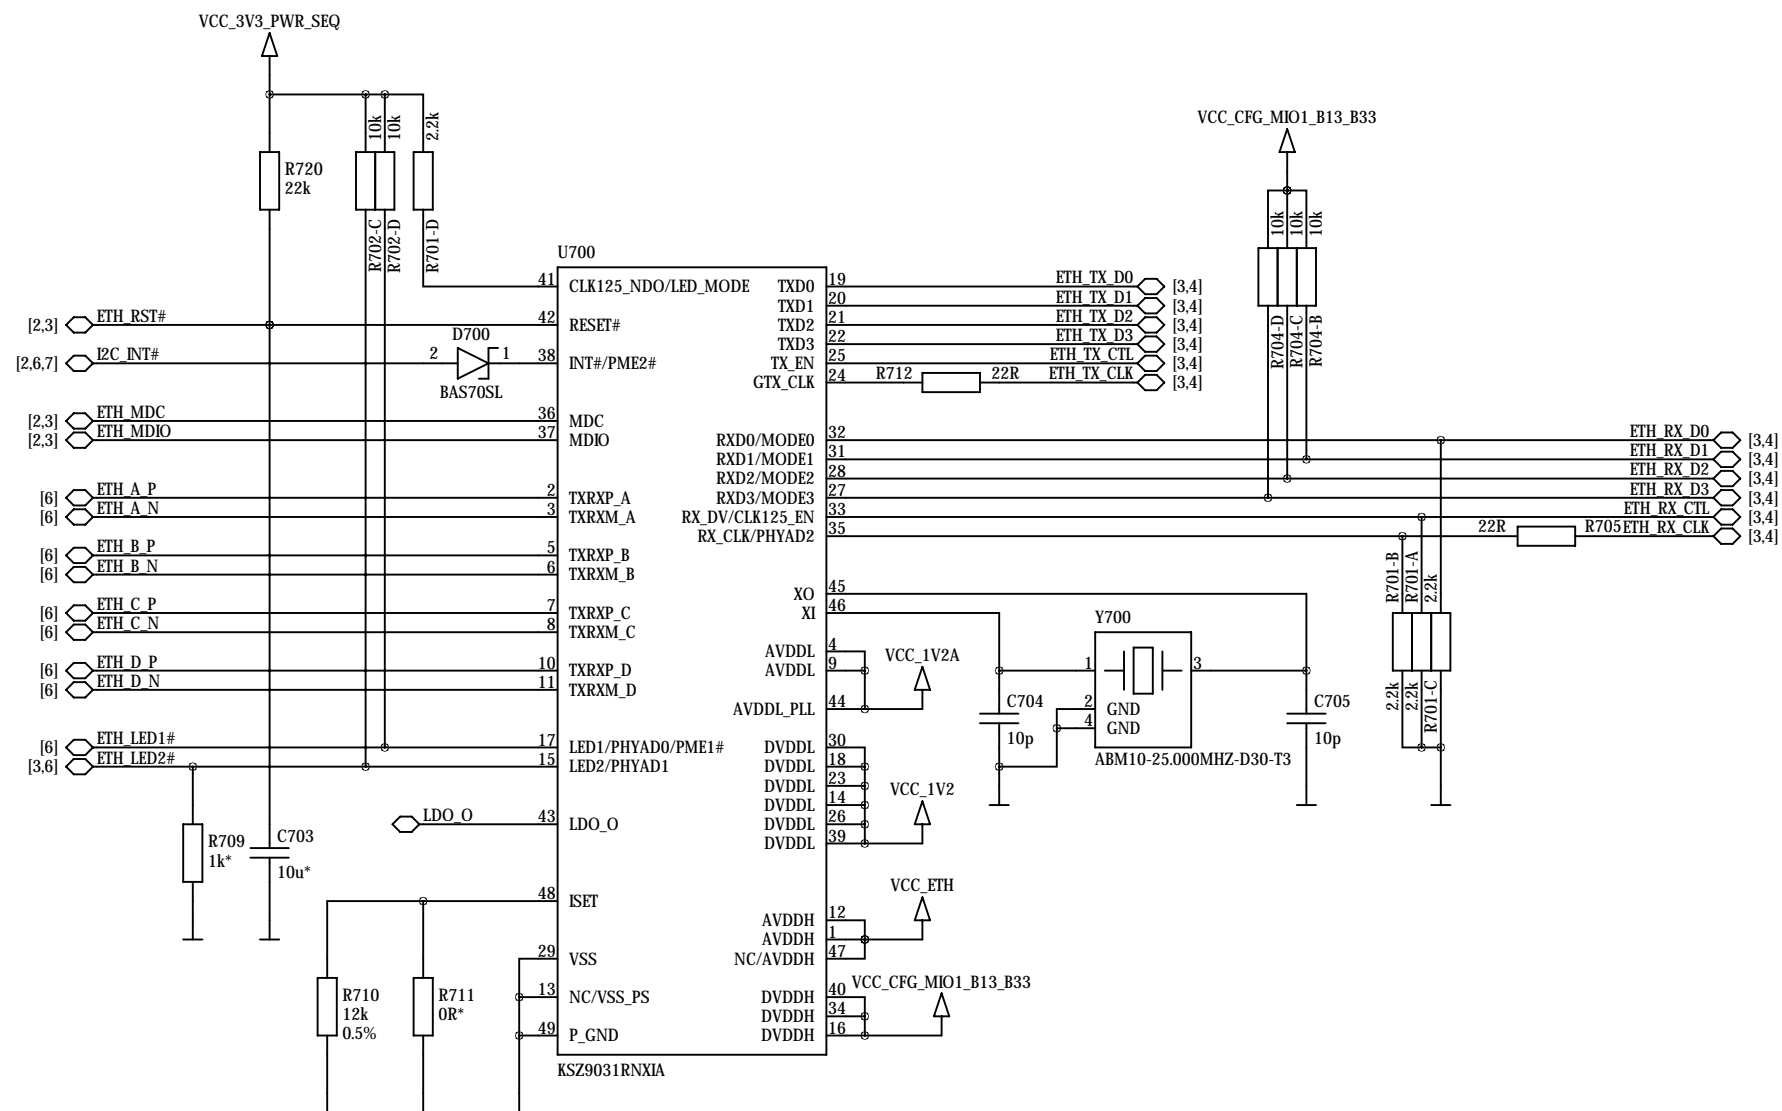 VCC_3V3_PWR_SEQ
10k
10k
2.2k
R720
22k
R702-C
R702-D
R701-D
VCC_CFG_MIO1_B13_B33
10k
10k
10k
R704-D
R704-C
R704-B
U700
41 CLK125_NDO/LED_MODE
[2,3] ETH_RST# 42 RESET#
D700
[2,6,7] I2C_INT# 2 1 38 INT#/PME2#
BAS70SL
[2,3] ETH_MDC 36 MDC
[2,3] ETH_MDIO 37 MDIO
[6] ETH_A_P 2 TXRXP_A
[6] ETH_A_N 3 TXRXM_A
[6] ETH_B_P 5 TXRXP_B
[6] ETH_B_N 6 TXRXM_B
[6] ETH_C_P 7 TXRXP_C
[6] ETH_C_N 8 TXRXM_C
[6] ETH_D_P 10 TXRXP_D
[6] ETH_D_N 11 TXRXM_D
[6] ETH_LED1# 17 LED1/PHYAD0/PME1#
[3,6] ETH_LED2# 15 LED2/PHYAD1
LDO_O 43 LDO_O
R709
1k*
C703
10u*
48 ISET
29 VSS
13 NC/VSS_PS
49 P_GND
R710
12k
0.5%
R711
0R*
KSZ9031RNXIA
TXD0 19 ETH_TX_D0 [3,4]
TXD1 20 ETH_TX_D1 [3,4]
TXD2 21 ETH_TX_D2 [3,4]
TXD3 22 ETH_TX_D3 [3,4]
TX_EN 25 ETH_TX_CTL [3,4]
GTX_CLK 24 R712 22R ETH_TX_CLK [3,4]
RXD0/MODE0 32 ETH_RX_D0 [3,4]
RXD1/MODE1 31 ETH_RX_D1 [3,4]
RXD2/MODE2 28 ETH_RX_D2 [3,4]
RXD3/MODE3 27 ETH_RX_D3 [3,4]
RX_DV/CLK125_EN 33 ETH_RX_CTL [3,4]
RX_CLK/PHYAD2 35 22R R705 ETH_RX_CLK [3,4]
R701-B
R701-A
2.2k
2.2k
2.2k
R701-C
XO 45
XI 46
Y700
1 3
2 GND
4 GND
ABM10-25.000MHZ-D30-T3
C704
10p
C705
10p
AVDDL 4
AVDDL 9
VCC_1V2A
AVDDL_PLL 44
DVDDL 30
DVDDL 18
DVDDL 23
DVDDL 14
DVDDL 26
DVDDL 39
VCC_1V2
VCC_ETH
AVDDH 12
AVDDH 1
NC/AVDDH 47
VCC_CFG_MIO1_B13_B33
DVDDH 40
DVDDH 34
DVDDH 16